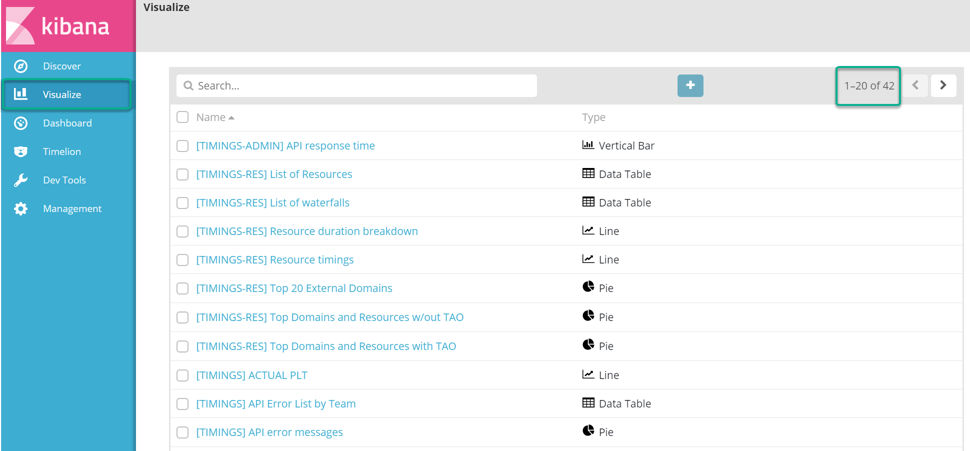 kibana
Visualize
Discover
Visualize
Dashboard
Timelion
Dev Tools
Management
Search...
+
1–20 of 42
Name
Type
[TIMINGS-ADMIN] API response time Vertical Bar
[TIMINGS-RES] List of Resources Data Table
[TIMINGS-RES] List of waterfalls Data Table
[TIMINGS-RES] Resource duration breakdown Line
[TIMINGS-RES] Resource timings Line
[TIMINGS-RES] Top 20 External Domains Pie
[TIMINGS-RES] Top Domains and Resources w/out TAO Pie
[TIMINGS-RES] Top Domains and Resources with TAO Pie
[TIMINGS] ACTUAL PLT Line
[TIMINGS] API Error List by Team Data Table
[TIMINGS] API error messages Pie